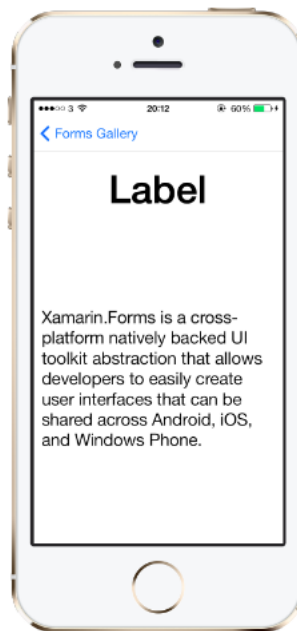 3 20:12 60%
Forms Gallery
Label
Xamarin.Forms is a cross-
platform natively backed UI
toolkit abstraction that allows
developers to easily create
user interfaces that can be
shared across Android, iOS,
and Windows Phone.